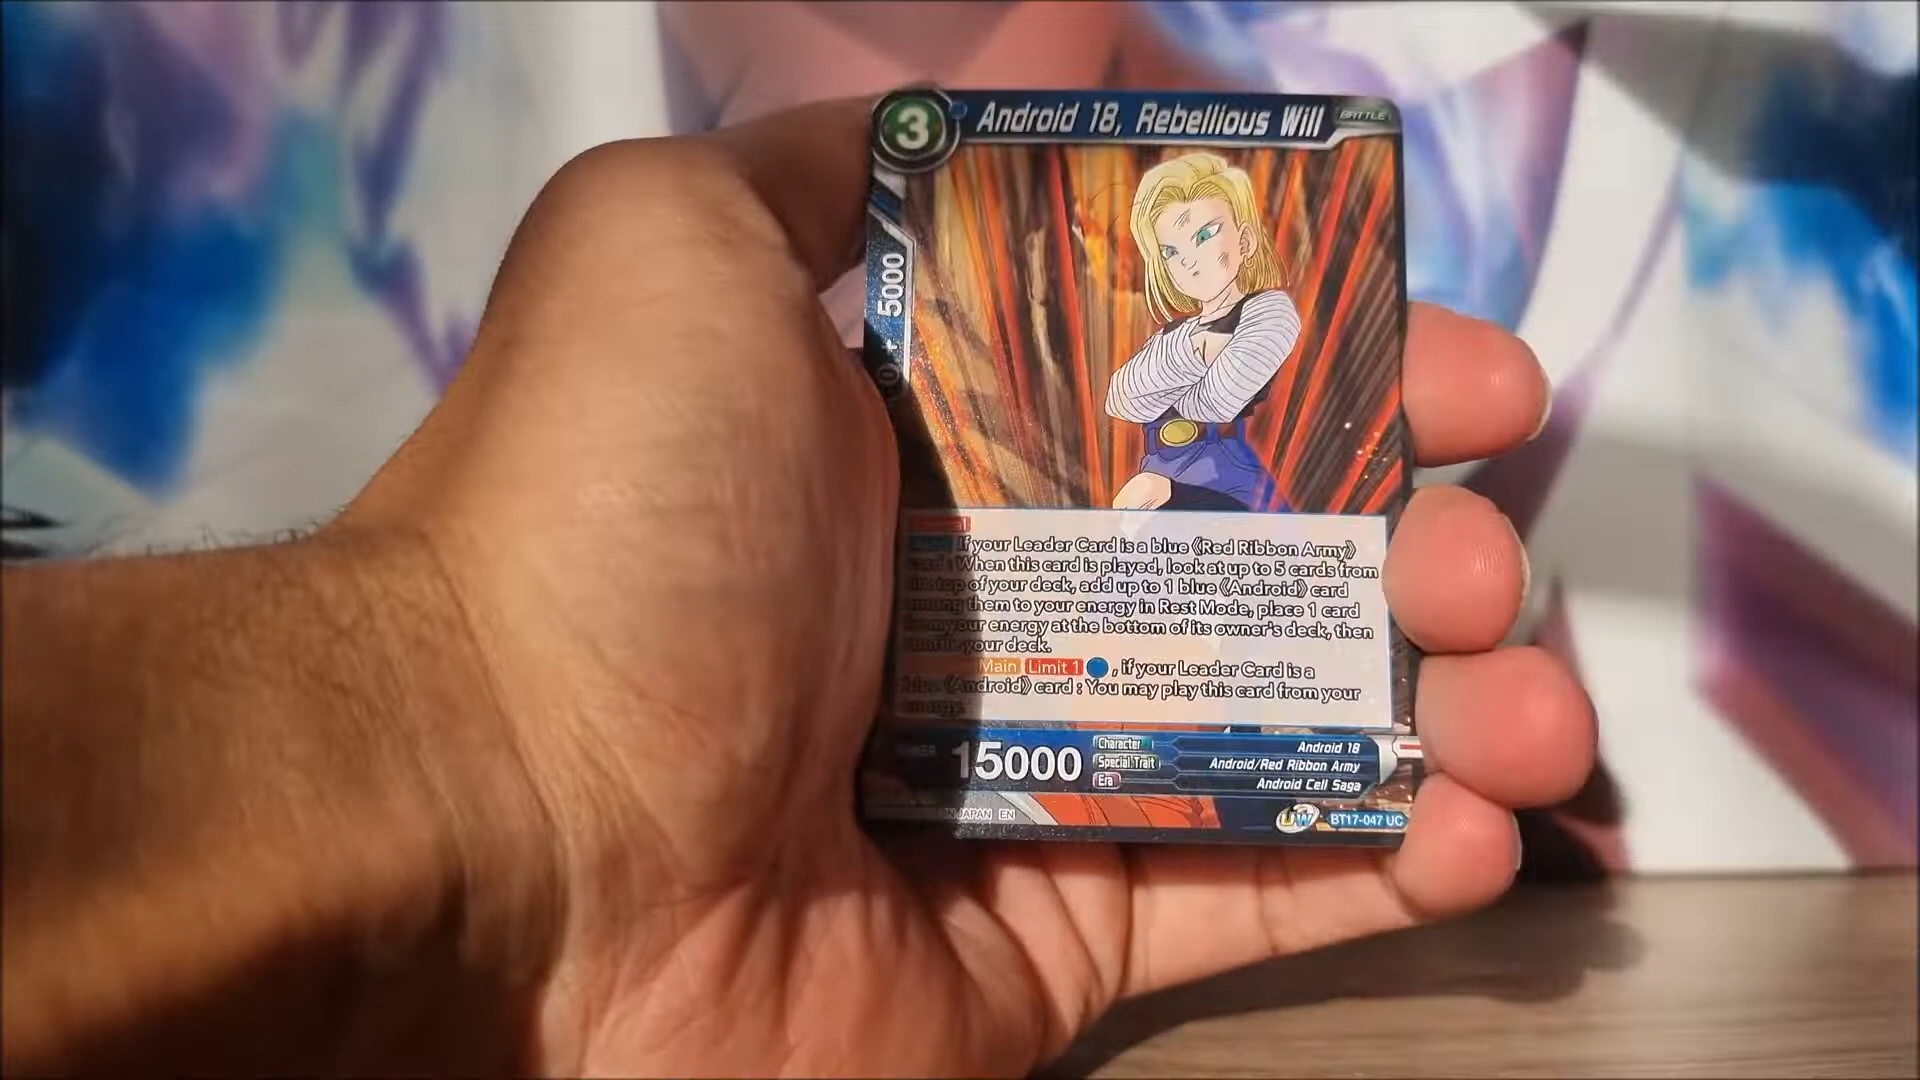 3 Android 18, Rebellious Will BATTLE
5000
If your Leader Card is a blue《Red Ribbon Army》
card : When this card is played, look at up to 5 cards from
the top of your deck, add up to 1 blue《Android》card
among them to your energy in Rest Mode, place 1 card
from your energy at the bottom of its owner's deck, then
shuffle your deck.
Main Limit 1 , if your Leader Card is a
blue《Android》card : You may play this card from your
energy.
POWER 15000
Character Android 18
Special Trait Android/Red Ribbon Army
Era Android Cell Saga
JAPAN EN UW BT17-047 UC